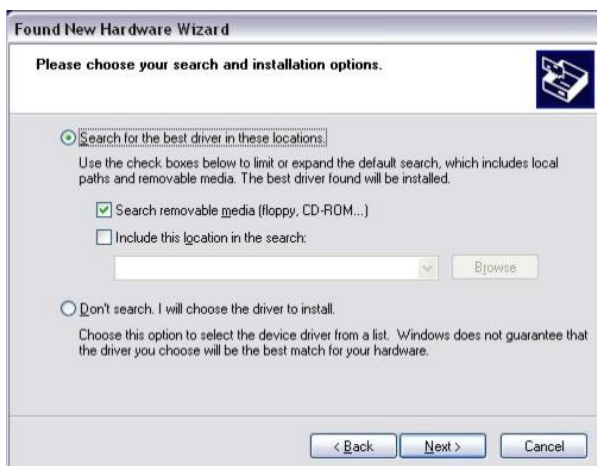 Found New Hardware Wizard
Please choose your search and installation options.
Search for the best driver in these locations.
Use the check boxes below to limit or expand the default search, which includes local
paths and removable media. The best driver found will be installed.
Search removable media (floppy, CD-ROM...)
Include this location in the search:
Browse
Don't search. I will choose the driver to install.
Choose this option to select the device driver from a list. Windows does not guarantee that
the driver you choose will be the best match for your hardware.
< Back Next > Cancel